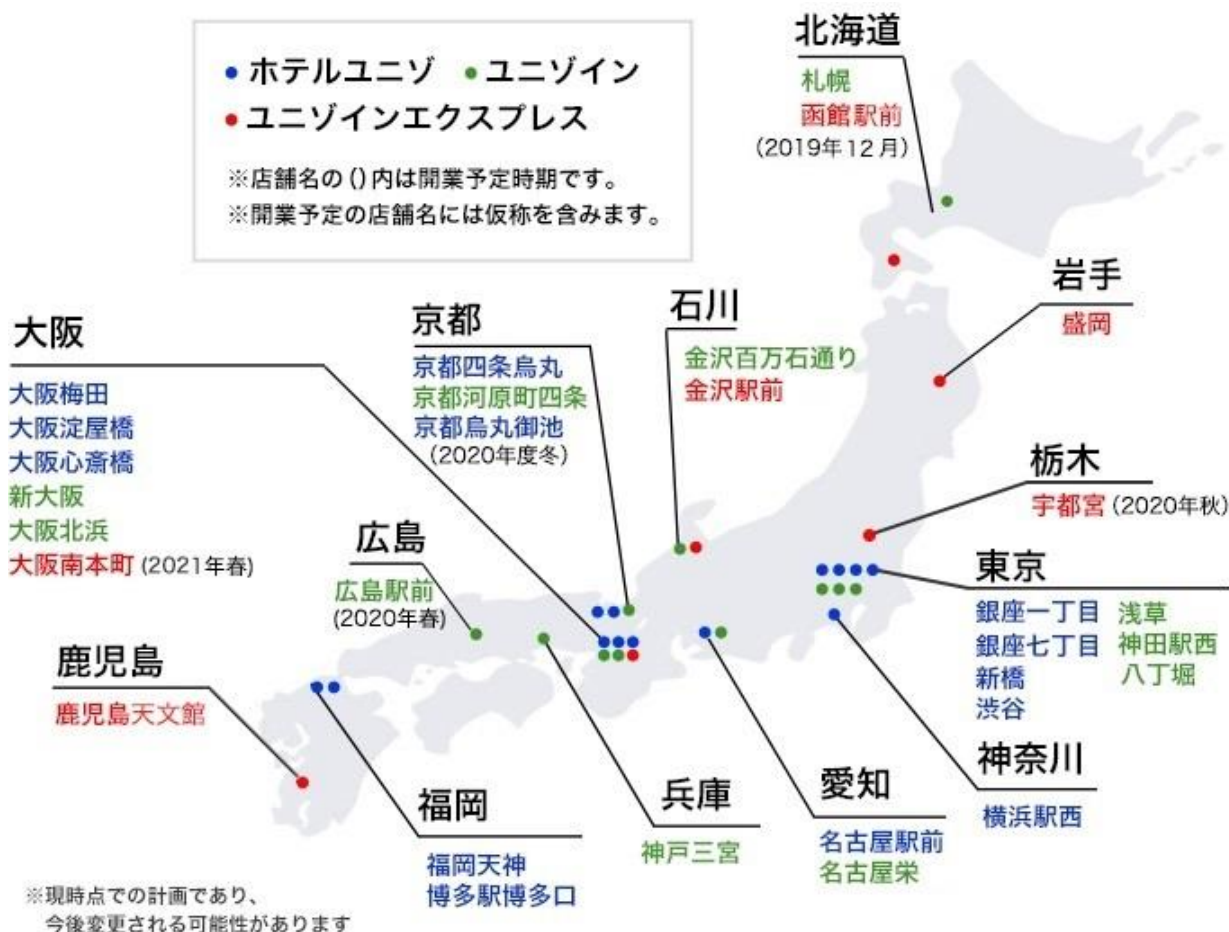 ●ホテルユニゾ ●ユニゾイン
●ユニゾインエクスプレス
※店舗名の()内は開業予定時期です。
※開業予定の店舗名には仮称を含みます。
北海道
札幌
函館駅前
(2019年12月)
岩手
盛岡
石川
金沢百万石通り
金沢駅前
京都
京都四条烏丸
京都河原町四条
京都烏丸御池
(2020年度冬)
大阪
大阪梅田
大阪淀屋橋
大阪心斎橋
新大阪
大阪北浜
大阪南本町 (2021年春)
栃木
宇都宮 (2020年秋)
広島
広島駅前
(2020年春)
東京
銀座一丁目 浅草
銀座七丁目 神田駅西
新橋 八丁堀
渋谷
鹿児島
鹿児島天文館
神奈川
横浜駅西
愛知
名古屋駅前
名古屋栄
兵庫
神戸三宮
福岡
福岡天神
博多駅博多口
※現時点での計画であり、
今後変更される可能性があります